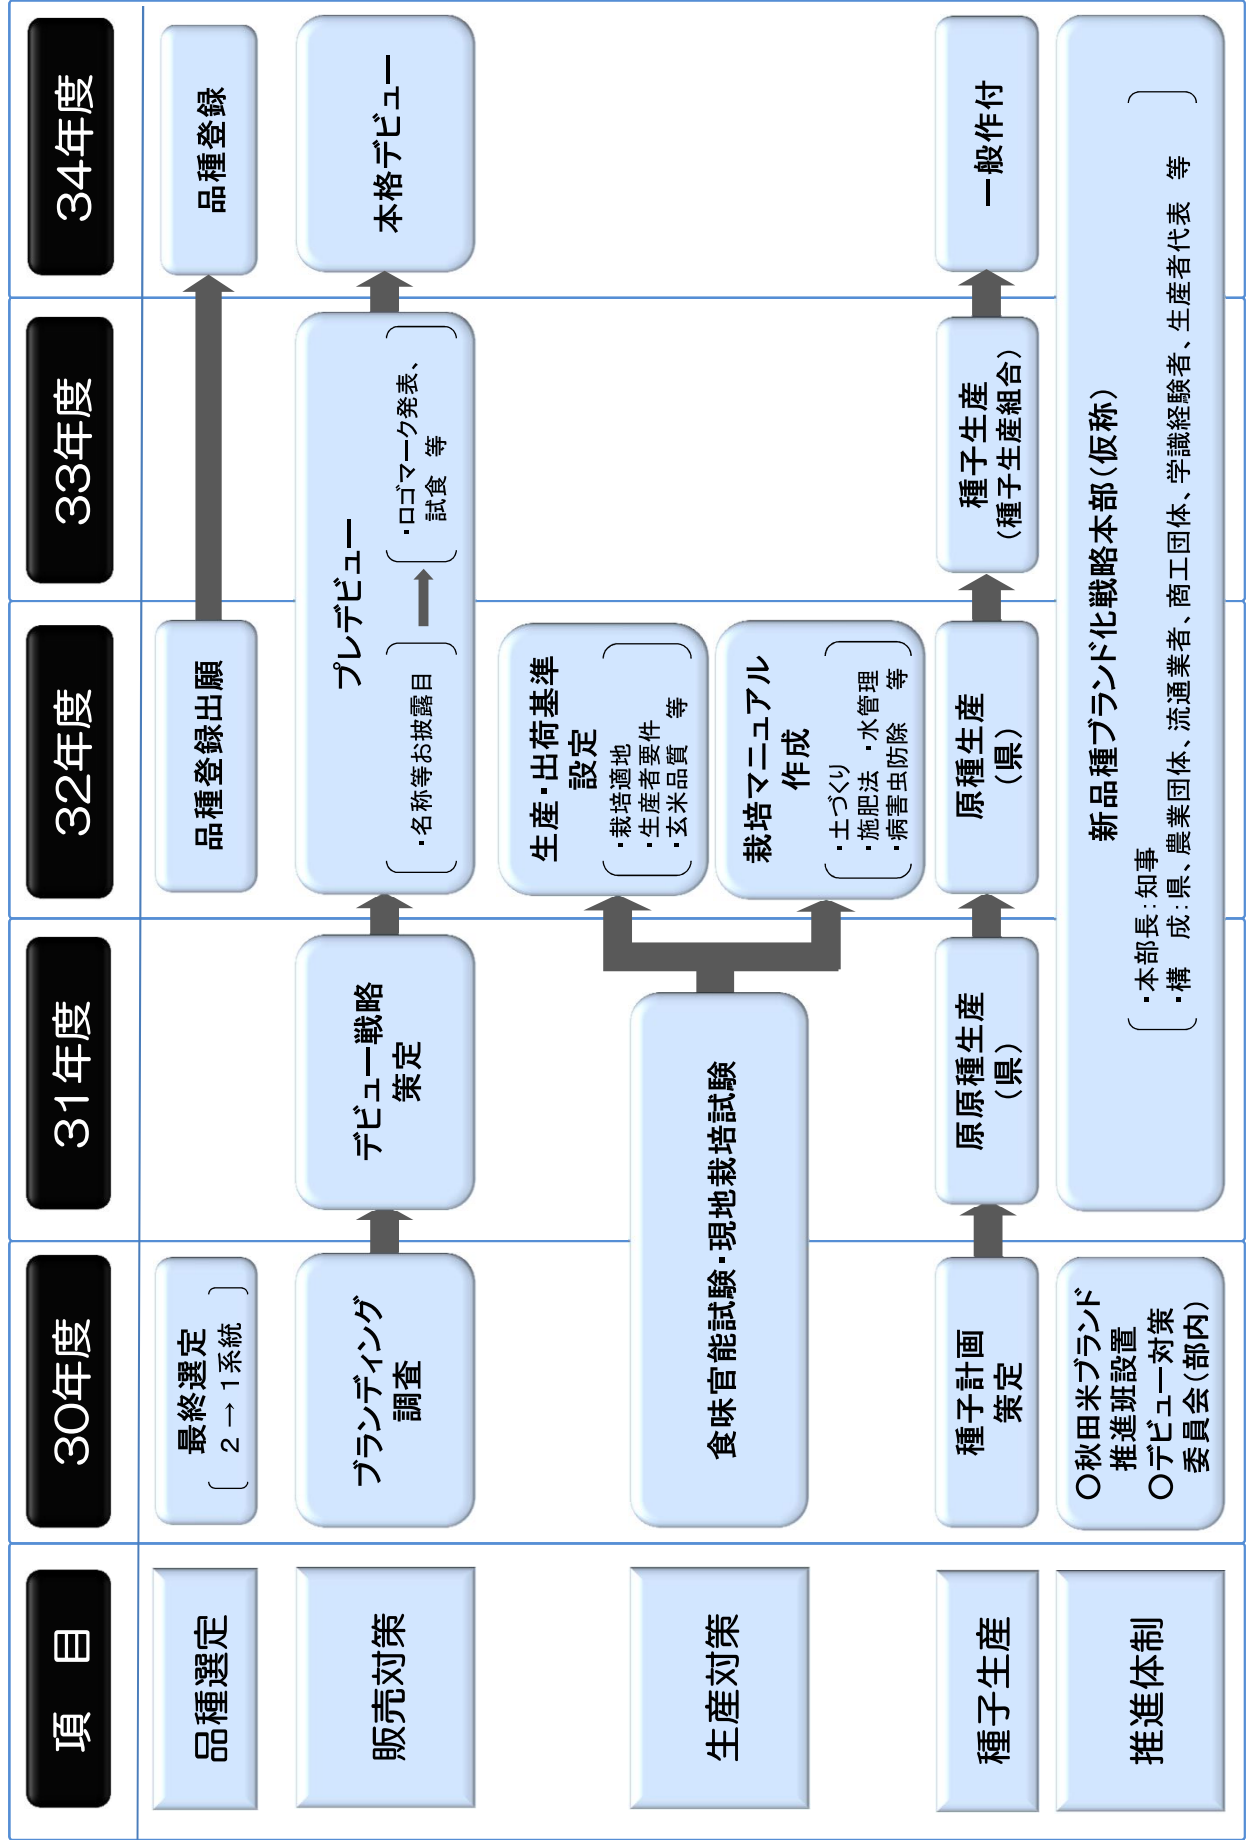 項　目
30年度
31年度
32年度
33年度
34年度
品種選定
最終選定
2 → 1系統
品種登録出願
品種登録
販売対策
ブランディング
調査
デビュー戦略
策定
プレデビュー
・名称等お披露目
・ロゴマーク発表、
試食 等
本格デビュー
生産対策
食味官能試験・現地栽培試験
生産・出荷基準
設定
・栽培適地
・生産者要件
・玄米品質 等
栽培マニュアル
作成
・土づくり
・施肥法 ・水管理
・病害虫防除 等
種子生産
種子計画
策定
原原種生産
(県)
原種生産
(県)
種子生産
(種子生産組合)
一般作付
推進体制
〇秋田米ブランド
推進班設置
〇デビュー対策
委員会(部内)
新品種ブランド化戦略本部(仮称)
・本部長:知事
・構　成:県、農業団体、流通業者、商工団体、学識経験者、生産者代表 等